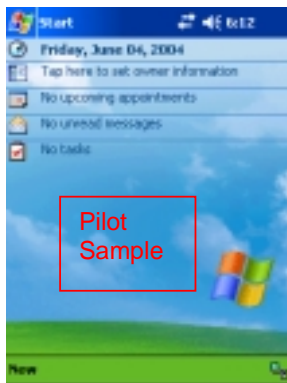 Start 6:12
Friday, June 04, 2004
Tap here to set owner information
No upcoming appointments
No unread messages
No tasks
Pilot
Sample
New